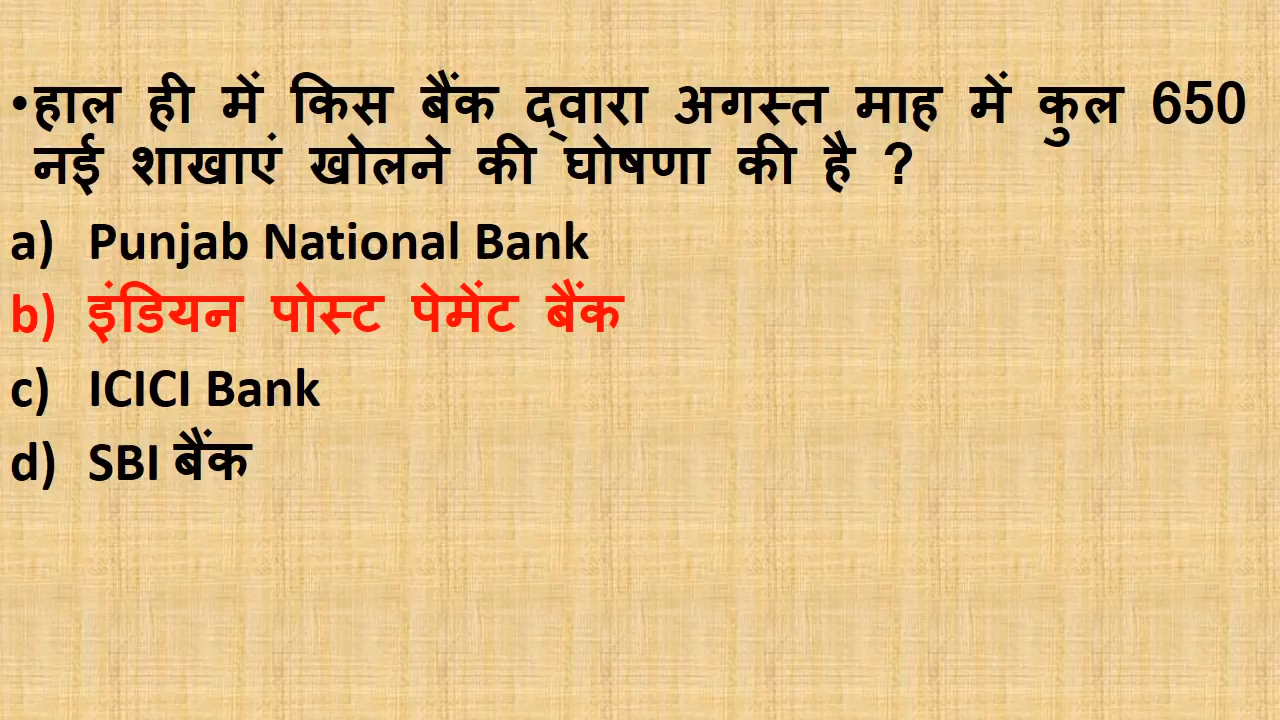 •हाल ही में किस बैंक द्वारा अगस्त माह में कुल 650
नई शाखाएं खोलने की घोषणा की है ?
a) Punjab National Bank
b) इंडियन पोस्ट पेमेंट बैंक
c) ICICI Bank
d) SBI बैंक